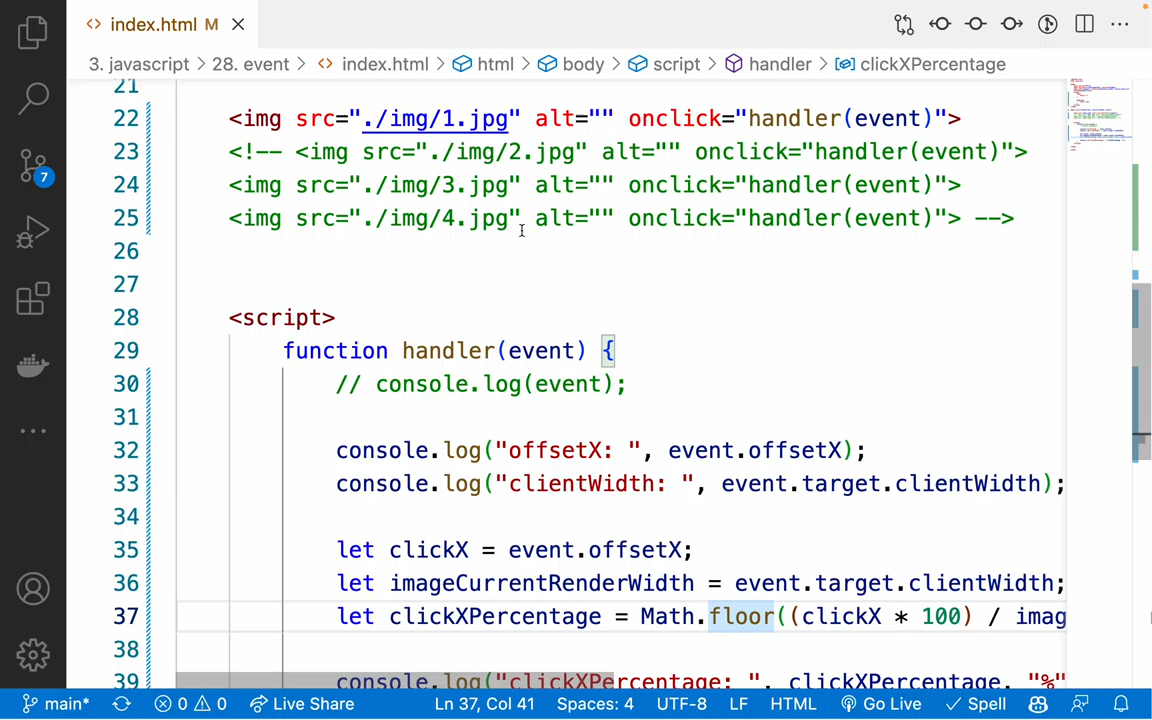 index.html M
3. javascript > 28. event > index.html > html > body > script > handler > clickXPercentage
21
22 <img src="./img/1.jpg" alt="" onclick="handler(event)">
23 <!-- <img src="./img/2.jpg" alt="" onclick="handler(event)">
24 <img src="./img/3.jpg" alt="" onclick="handler(event)">
25 <img src="./img/4.jpg" alt="" onclick="handler(event)"> -->
26
27
28 <script>
29 function handler(event) {
30 // console.log(event);
31
32 console.log("offsetX: ", event.offsetX);
33 console.log("clientWidth: ", event.target.clientWidth);
34
35 let clickX = event.offsetX;
36 let imageCurrentRenderWidth = event.target.clientWidth;
37 let clickXPercentage = Math.floor((clickX * 100) / imag
38
39 console.log("clickXPercentage: ", clickXPercentage, "%"
7
main* 0 0 Live Share Ln 37, Col 41 Spaces: 4 UTF-8 LF HTML Go Live Spell